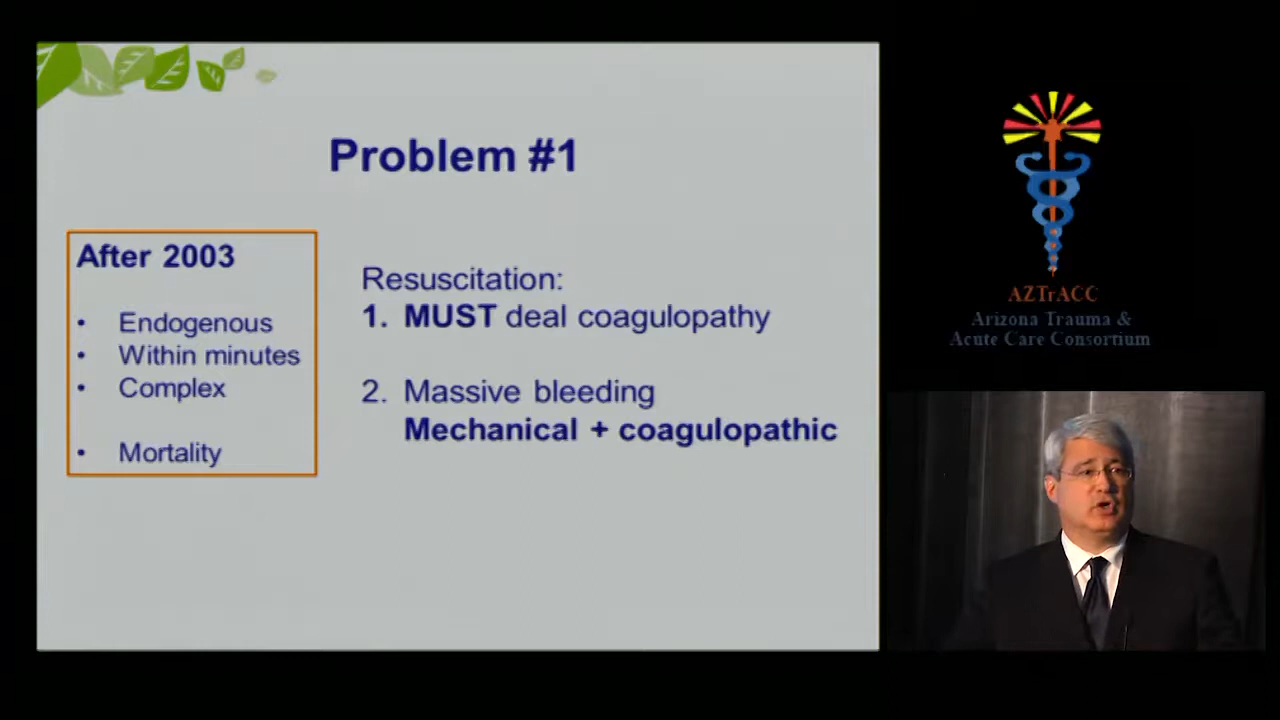 Problem #1
After 2003
• Endogenous
• Within minutes
• Complex
• Mortality
Resuscitation:
1. MUST deal coagulopathy
2. Massive bleeding
Mechanical + coagulopathic
AZTrACC
Arizona Trauma &
Acute Care Consortium